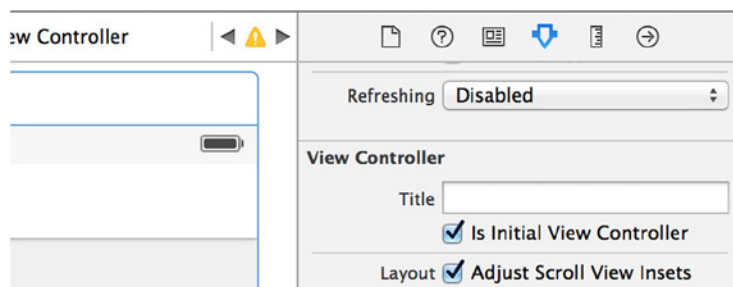 ew Controller
Refreshing Disabled
View Controller
Title
Is Initial View Controller
Layout Adjust Scroll View Insets